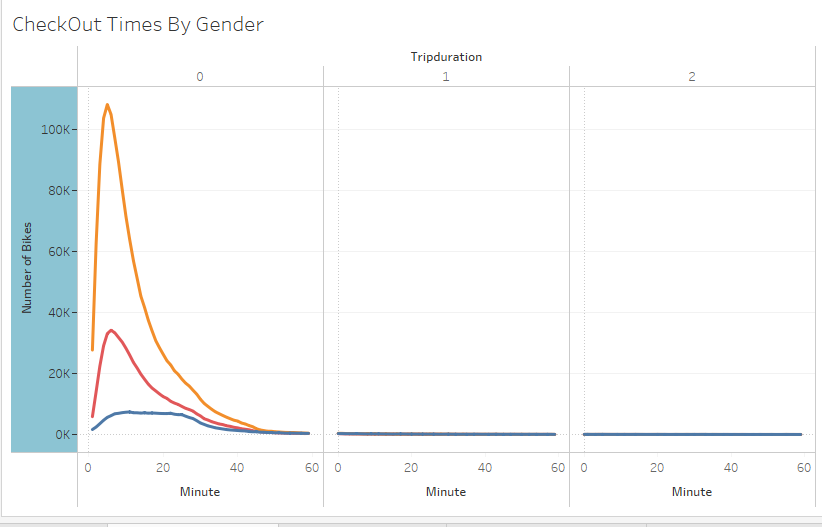 CheckOut Times By Gender
Tripduration
0 1 2
100K
80K
60K
40K
20K
0K
Number of Bikes
0 20 40 60 0 20 40 60 0 20 40 60
Minute Minute Minute